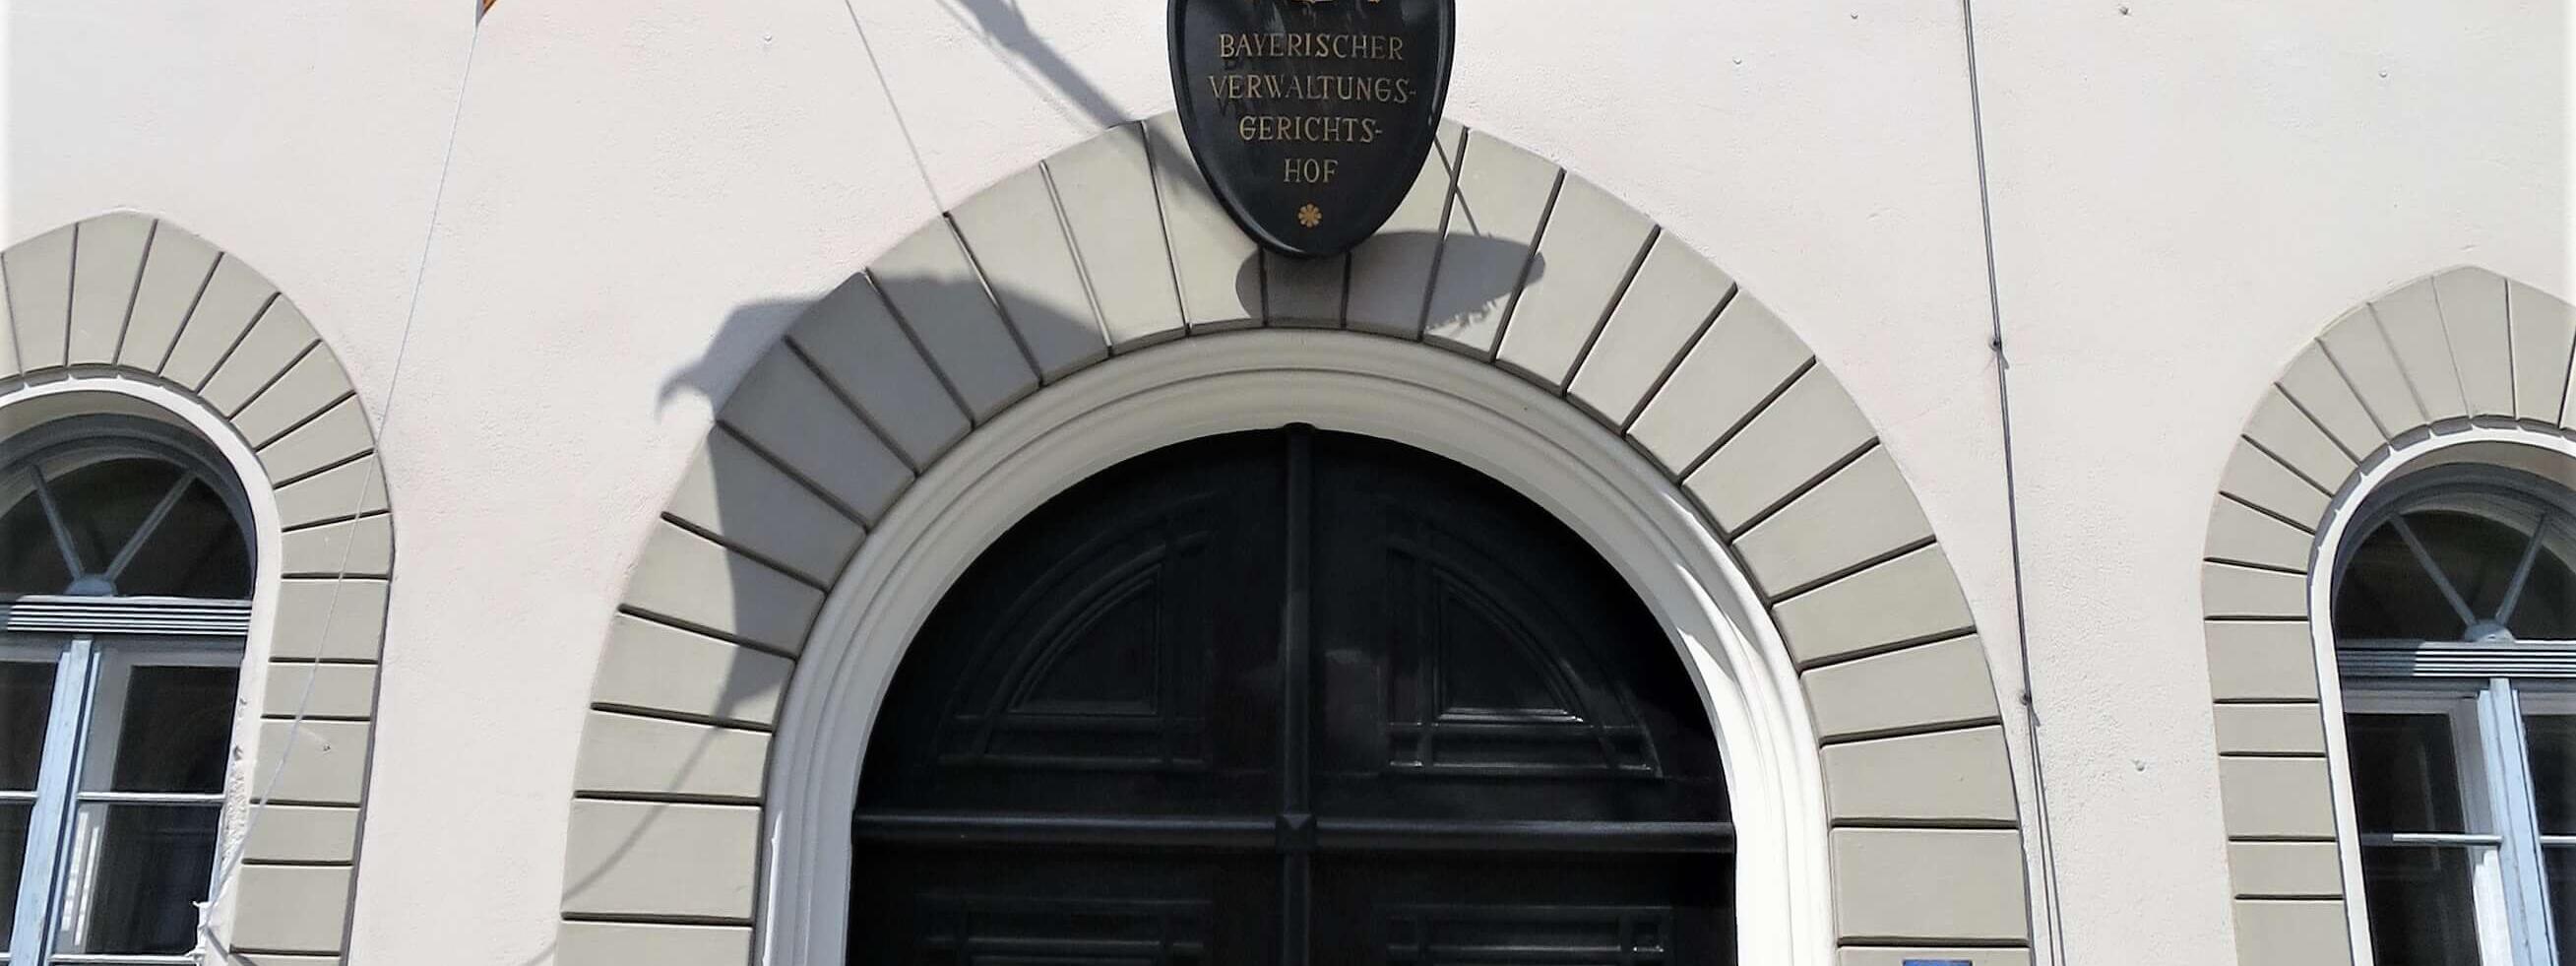 BAYERISCHER
VERWALTUNGS-
GERICHTS-
HOF